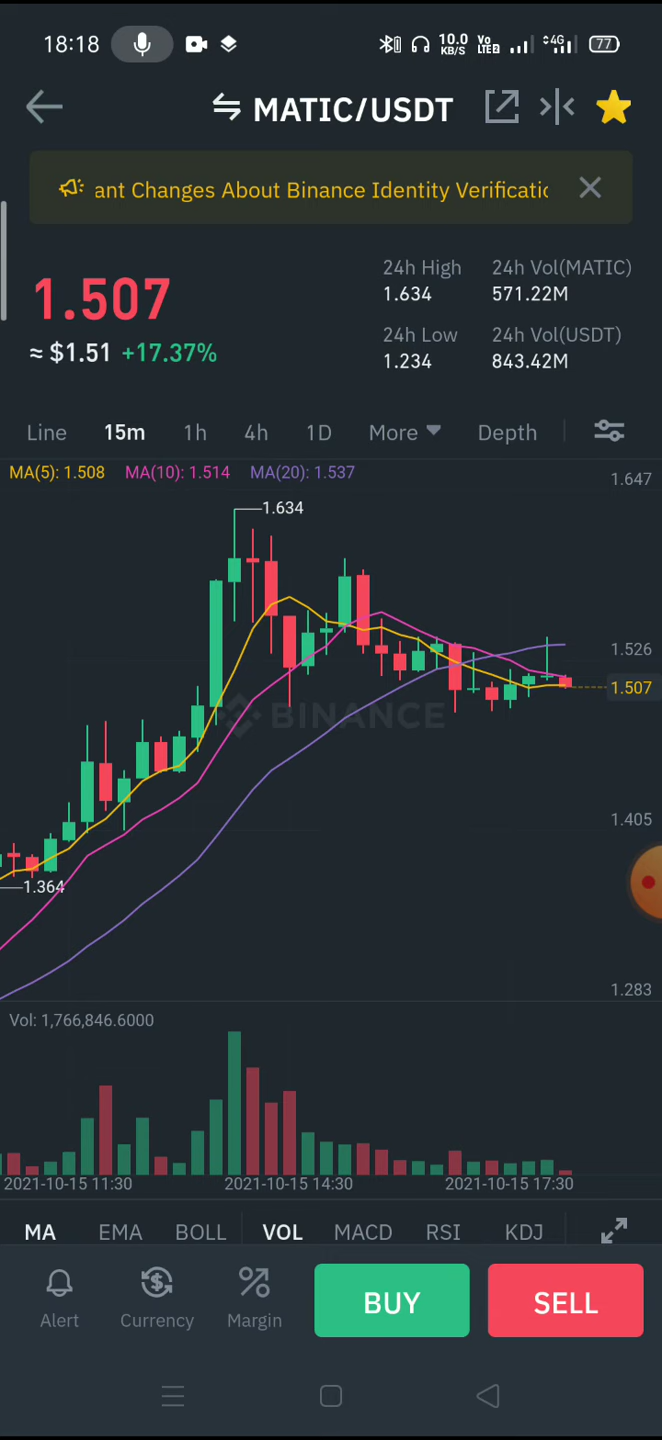 18:18 10.0 KB/S Vo LTE2 4G 77
MATIC/USDT
ant Changes About Binance Identity Verificatio
1.507
≈ $1.51 +17.37%
24h High 24h Vol(MATIC)
1.634 571.22M
24h Low 24h Vol(USDT)
1.234 843.42M
Line 15m 1h 4h 1D More Depth
MA(5): 1.508 MA(10): 1.514 MA(20): 1.537
1.647
1.634
1.526
1.507
BINANCE
1.405
1.364
1.283
Vol: 1,766,846.6000
2021-10-15 11:30 2021-10-15 14:30 2021-10-15 17:30
MA EMA BOLL VOL MACD RSI KDJ
Alert Currency Margin BUY SELL